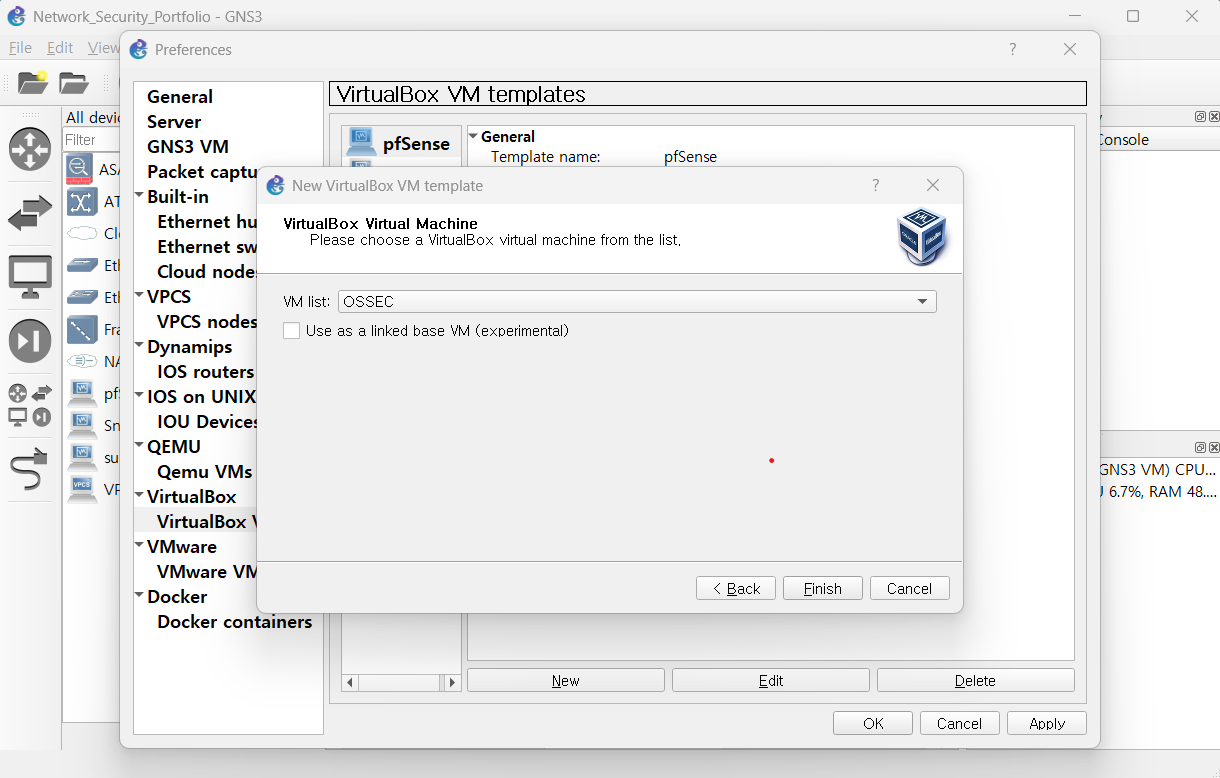 Network_Security_Portfolio - GNS3
File Edit View
Preferences
?
General
Server
GNS3 VM
Packet captu
Built-in
Ethernet hu
Ethernet sw
Cloud nodes
VPCS
VPCS nodes
Dynamips
IOS routers
IOS on UNIX
IOU Devices
QEMU
Qemu VMs
VirtualBox
VirtualBox V
VMware
VMware VM
Docker
Docker containers
All devic
Filter
ASA
AT
Clo
Eth
Eth
Fra
NA
pfS
Sn
su
VP
VirtualBox VM templates
pfSense
General
Template name: pfSense
New VirtualBox VM template
?
VirtualBox Virtual Machine
Please choose a VirtualBox virtual machine from the list.
VM list: OSSEC
Use as a linked base VM (experimental)
< Back Finish Cancel
New Edit Delete
OK Cancel Apply
Console
GNS3 VM) CPU...
U 6.7%, RAM 48....